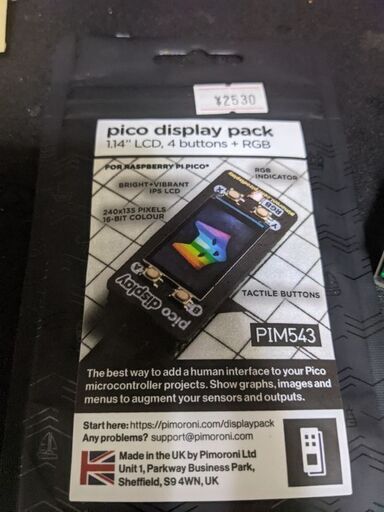 ¥2530
pico display pack
1.14" LCD, 4 buttons + RGB
FOR RASPBERRY PI PICO*
RGB
INDICATOR
BRIGHT+VIBRANT
IPS LCD
240x135 PIXELS
16-BIT COLOUR
RGB
X
Y
A
B
pico display
TACTILE BUTTONS
PIM543
The best way to add a human interface to your Pico
microcontroller projects. Show graphs, images and
menus to augment your sensors and outputs.
Start here: https://pimoroni.com/displaypack
Any problems? support@pimoroni.com
Made in the UK by Pimoroni Ltd
Unit 1, Parkway Business Park,
Sheffield, S9 4WN, UK